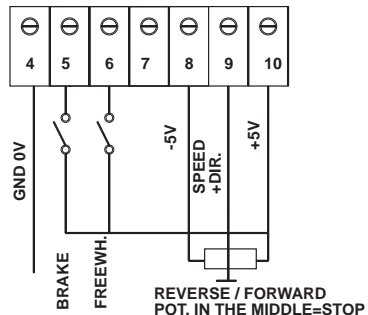 4 5 6 7 8 9 10
GND 0V
BRAKE
FREEWH.
-5V
SPEED
+DIR.
+5V
REVERSE / FORWARD
POT. IN THE MIDDLE=STOP